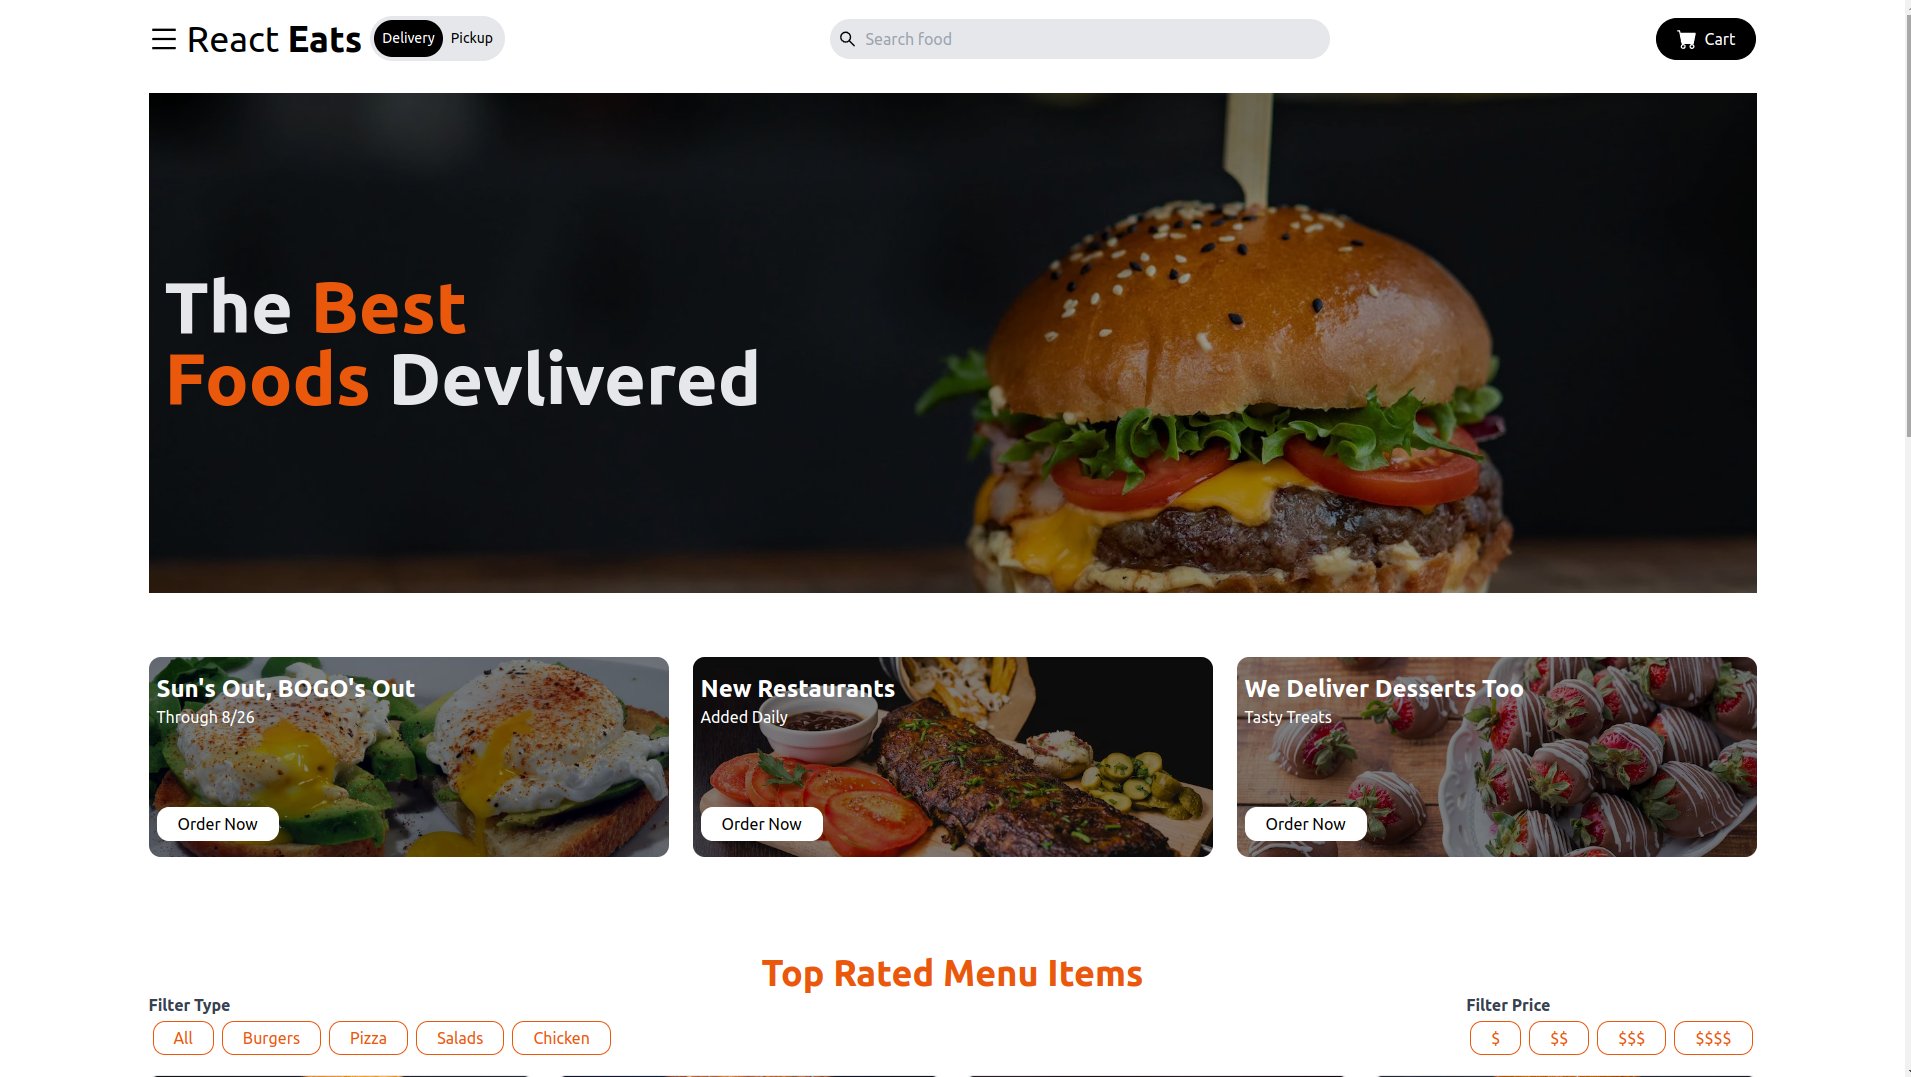 React Eats
Delivery
Pickup
Search food
Cart
The Best
Foods Devlivered
Sun's Out, BOGO's Out
Through 8/26
Order Now
New Restaurants
Added Daily
Order Now
We Deliver Desserts Too
Tasty Treats
Order Now
Top Rated Menu Items
Filter Type
All
Burgers
Pizza
Salads
Chicken
Filter Price
$
$$
$$$
$$$$